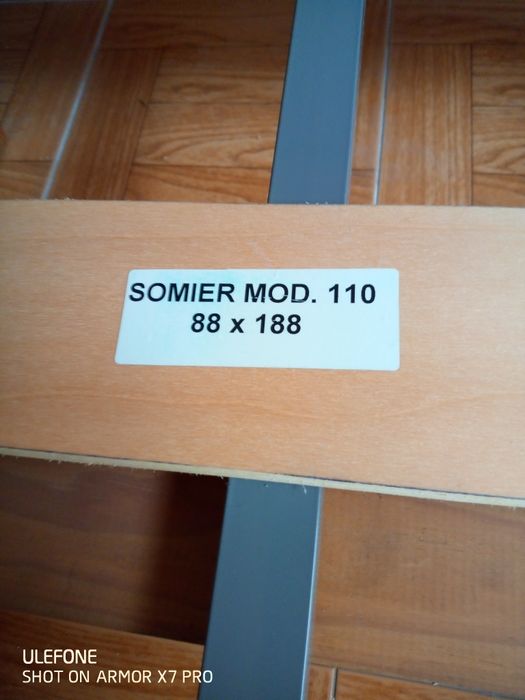 SOMIER MOD. 110
88 x 188
ULEFONE
SHOT ON ARMOR X7 PRO